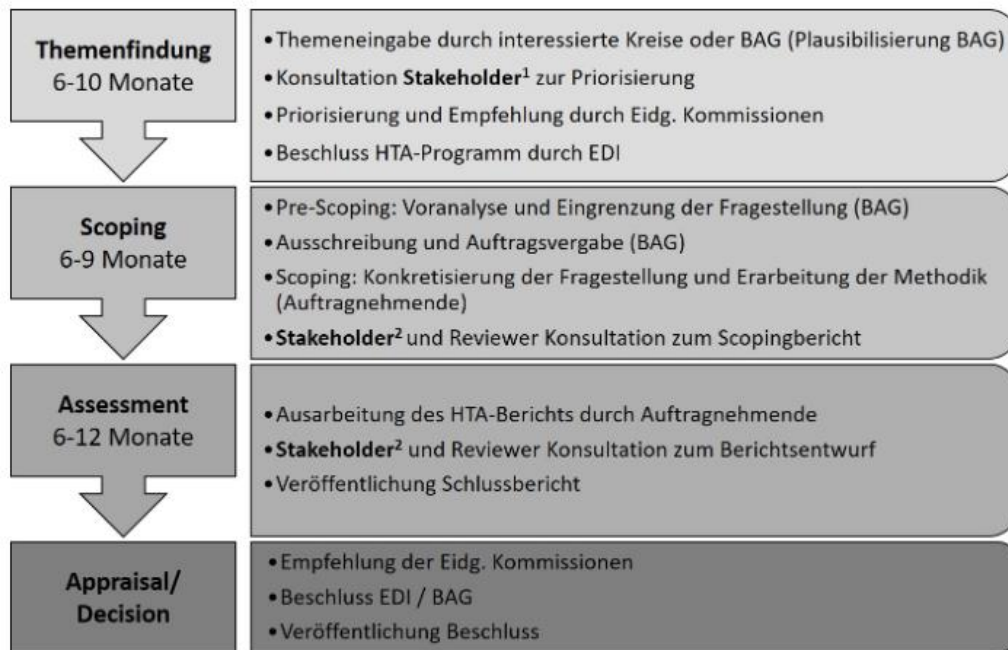 Themenfindung
6-10 Monate
•Themeneingabe durch interessierte Kreise oder BAG (Plausibilisierung BAG)
•Konsultation Stakeholder¹ zur Priorisierung
•Priorisierung und Empfehlung durch Eidg. Kommissionen
•Beschluss HTA-Programm durch EDI
Scoping
6-9 Monate
•Pre-Scoping: Voranalyse und Eingrenzung der Fragestellung (BAG)
•Ausschreibung und Auftragsvergabe (BAG)
•Scoping: Konkretisierung der Fragestellung und Erarbeitung der Methodik
(Auftragnehmende)
•Stakeholder² und Reviewer Konsultation zum Scopingbericht
Assessment
6-12 Monate
•Ausarbeitung des HTA-Berichts durch Auftragnehmende
•Stakeholder² und Reviewer Konsultation zum Berichtsentwurf
•Veröffentlichung Schlussbericht
Appraisal/
Decision
•Empfehlung der Eidg. Kommissionen
•Beschluss EDI / BAG
•Veröffentlichung Beschluss